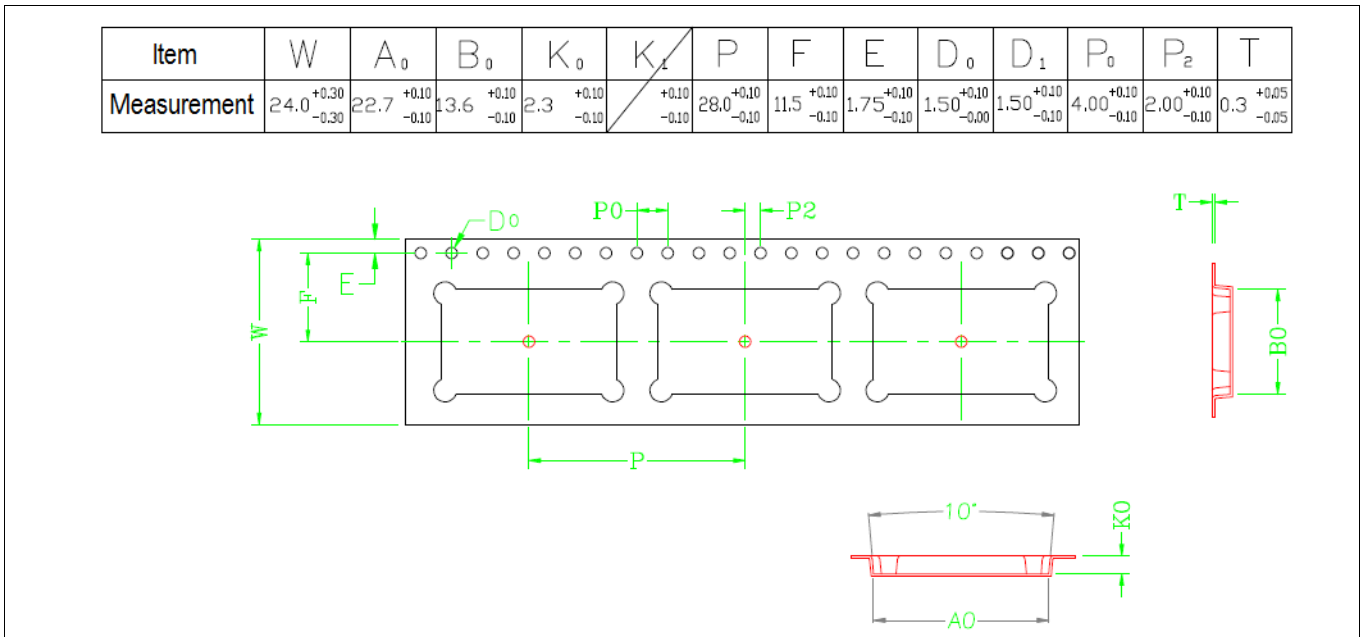 Item W A₀ B₀ K₀ K₁ P F E D₀ D₁ P₀ P₂ T
Measurement 24.0 +0.30 -0.30 22.7 +0.10 -0.10 13.6 +0.10 -0.10 2.3 +0.10 -0.10 +0.10 -0.10 28.0 +0.10 -0.10 11.5 +0.10 -0.10 1.75 +0.10 -0.10 1.50 +0.10 -0.00 1.50 +0.10 -0.10 4.00 +0.10 -0.10 2.00 +0.10 -0.10 0.3 +0.05 -0.05
T
P0 P2
D0
E
F
W
B0
P
10°
K0
A0